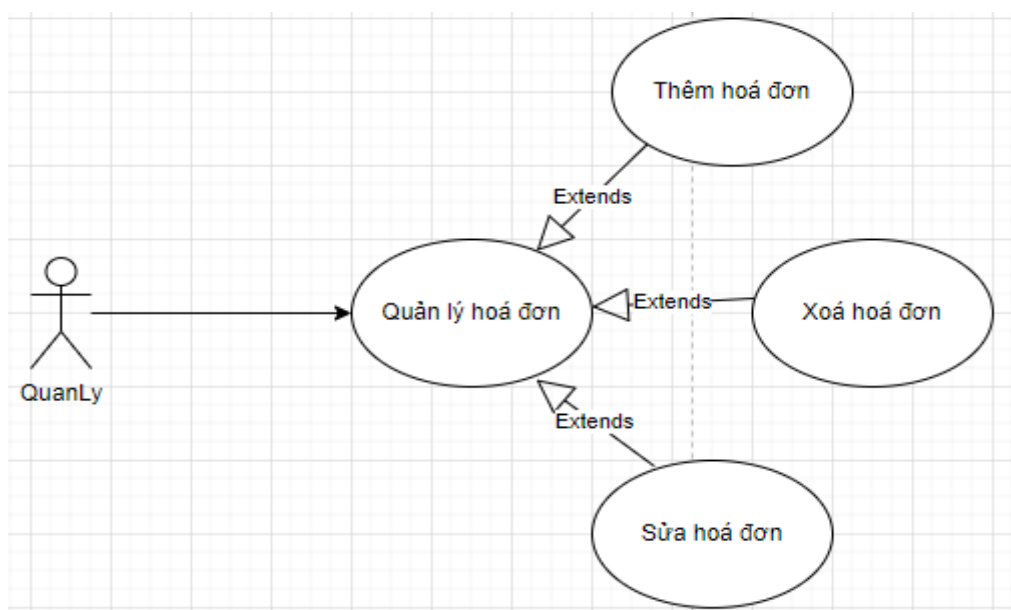 Thêm hoá đơn
Extends
Quản lý hoá đơn
Extends
Xoá hoá đơn
QuanLy
Extends
Sửa hoá đơn